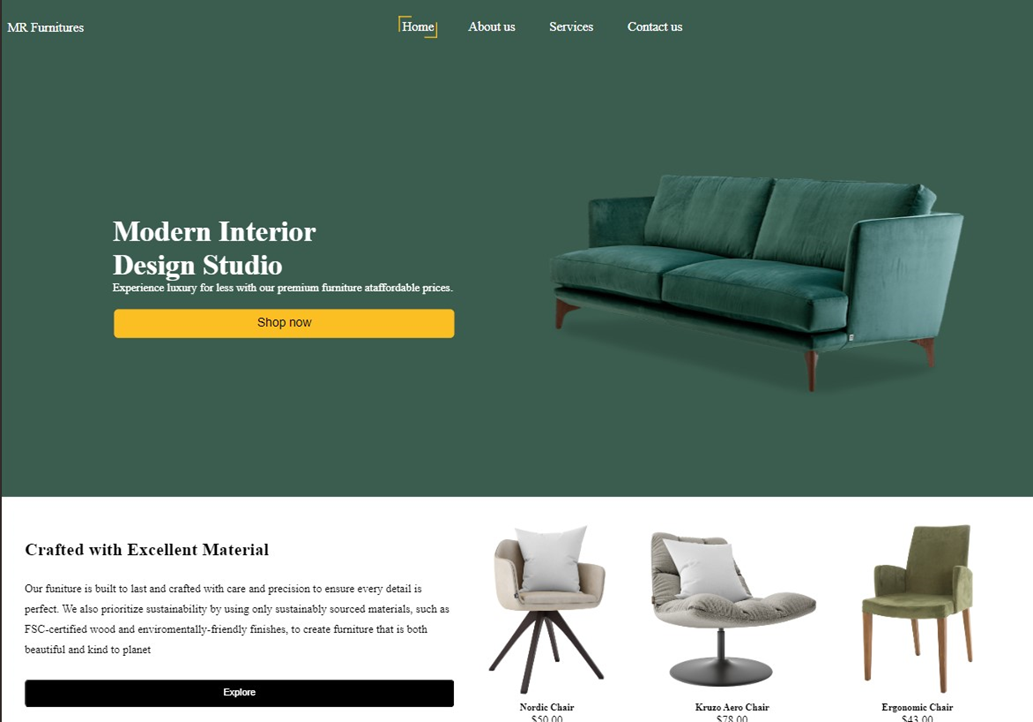 MR Furnitures
Home
About us
Services
Contact us
Modern Interior
Design Studio
Experience luxury for less with our premium furniture ataffordable prices.
Shop now
Crafted with Excellent Material
Our funiture is built to last and crafted with care and precision to ensure every detail is
perfect. We also prioritize sustainability by using only sustainably sourced materials, such as
FSC-certified wood and enviromentally-friendly finishes, to create furniture that is both
beautiful and kind to planet
Explore
Nordic Chair
$50.00
Kruzo Aero Chair
$78.00
Ergonomic Chair
$43.00